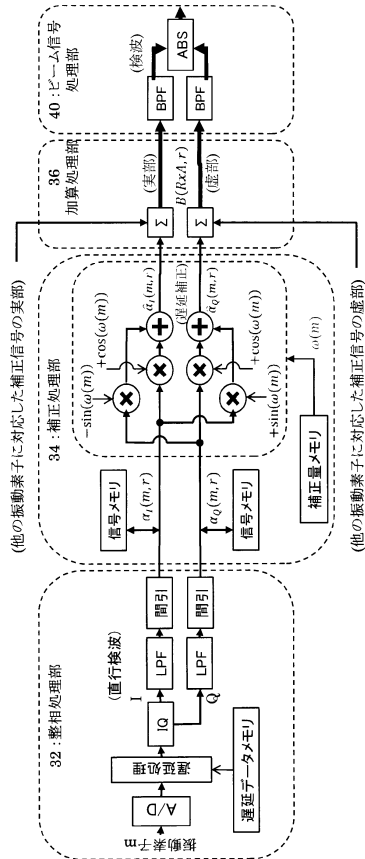 (他の振動素子に対応した補正信号の実部)
32：整相処理部
34：補正処理部
36
加算処理部
40：ビーム信号
処理部
振動素子m
A/D
遅延処理
遅延データメモリ
IQ
(直行検波)
I
Q
LPF
LPF
間引
間引
信号メモリ
α_I(m,r)
α_Q(m,r)
信号メモリ
−sin(ω(m))
+cos(ω(m))
×
×
+
α̂_I(m,r)
(遅延補正)
×
×
+
α̂_Q(m,r)
+cos(ω(m))
+sin(ω(m))
補正量メモリ
ω(m)
Σ
Σ
(実部)
B(RxΛ,r)
(虚部)
BPF
BPF
(検波)
ABS
(他の振動素子に対応した補正信号の虚部)